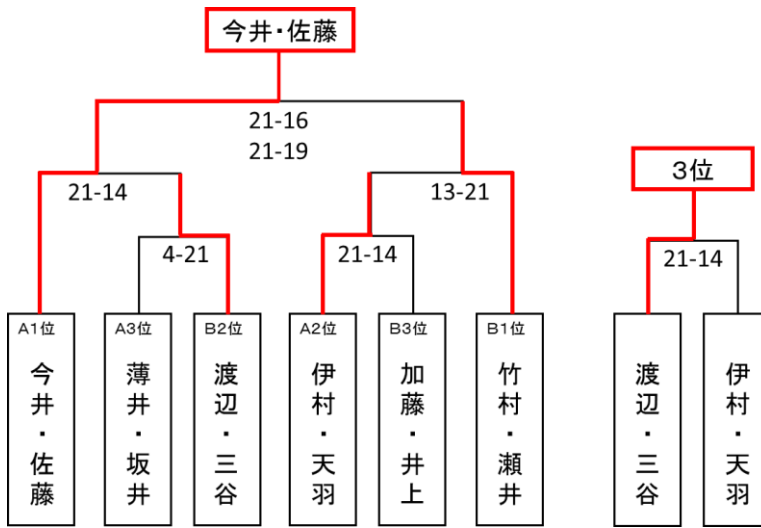 今井・佐藤
21-16
21-19
3位
21-14
13-21
21-14
4-21
21-14
A1位
今井・佐藤
A3位
薄井・坂井
B2位
渡辺・三谷
A2位
伊村・天羽
B3位
加藤・井上
B1位
竹村・瀬井
渡辺・三谷
伊村・天羽